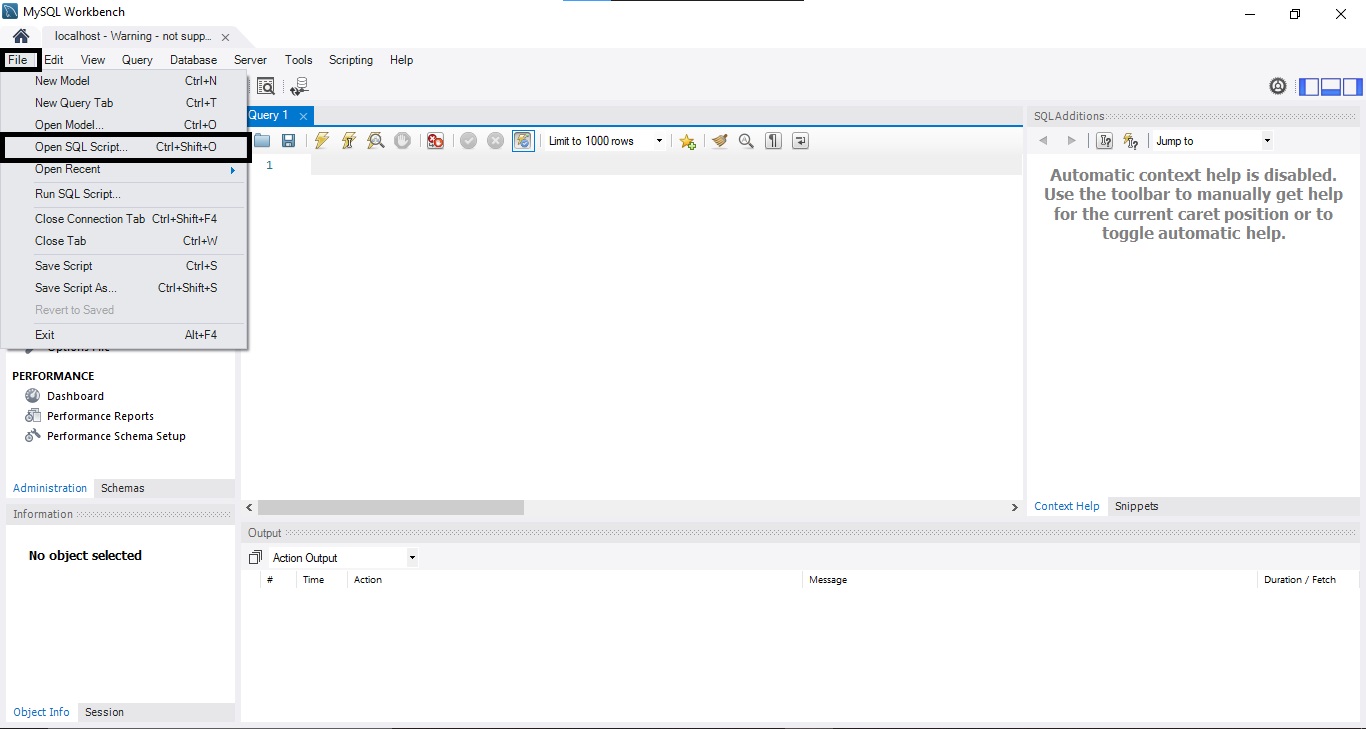 MySQL Workbench
localhost - Warning - not supp...
File Edit View Query Database Server Tools Scripting Help
New Model Ctrl+N
New Query Tab Ctrl+T
Open Model... Ctrl+O
Open SQL Script... Ctrl+Shift+O
Open Recent
Run SQL Script...
Close Connection Tab Ctrl+Shift+F4
Close Tab Ctrl+W
Save Script Ctrl+S
Save Script As... Ctrl+Shift+S
Revert to Saved
Exit Alt+F4
Options File
PERFORMANCE
Dashboard
Performance Reports
Performance Schema Setup
Administration Schemas
Information
No object selected
Object Info Session
Query 1
Limit to 1000 rows
1
SQLAdditions
Jump to
Automatic context help is disabled.
Use the toolbar to manually get help
for the current caret position or to
toggle automatic help.
Context Help Snippets
Output
Action Output
# Time Action Message Duration / Fetch